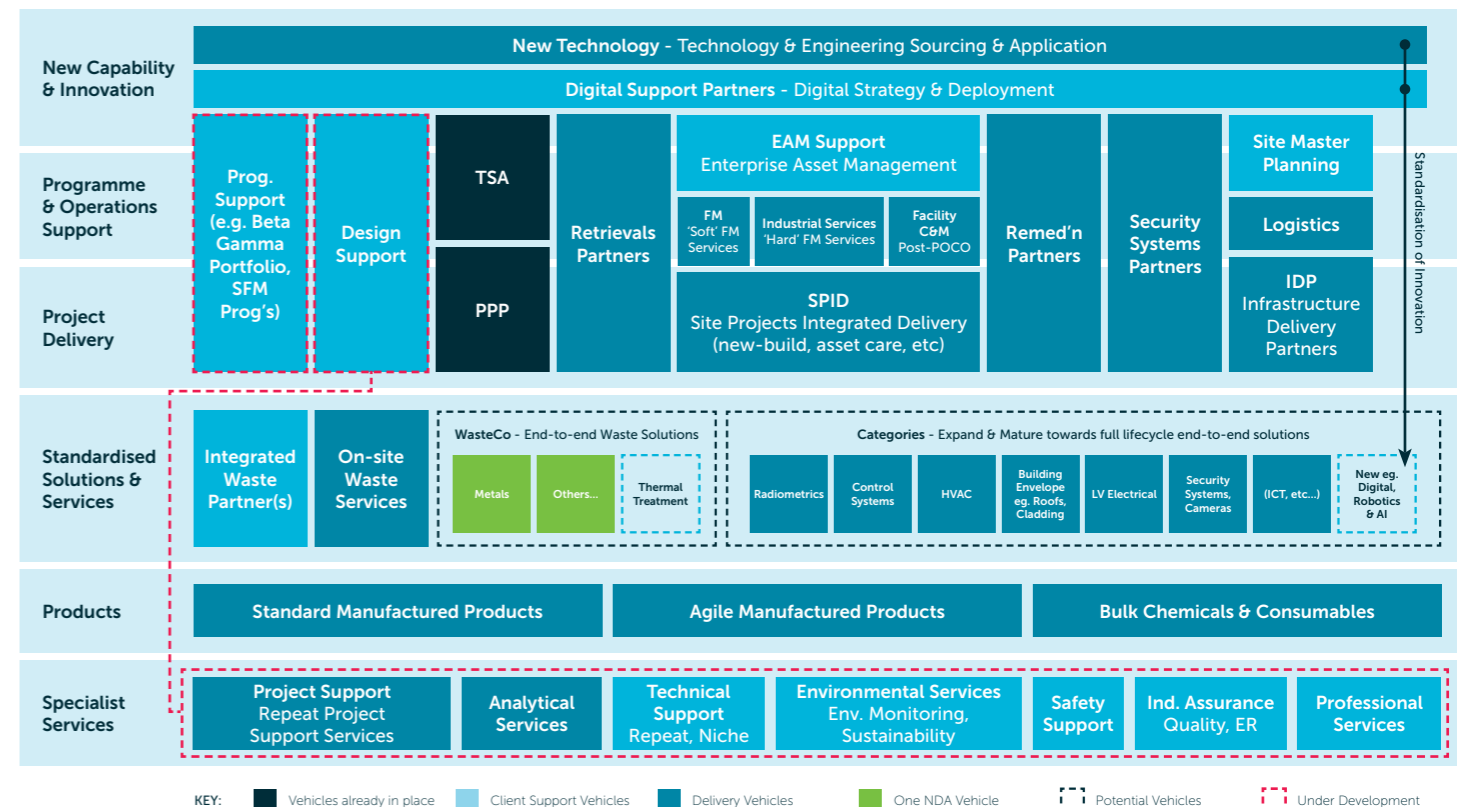 New Capability
& Innovation
New Technology - Technology & Engineering Sourcing & Application
Digital Support Partners - Digital Strategy & Deployment
Programme
& Operations
Support
Project
Delivery
Prog.
Support
(e.g. Beta
Gamma
Portfolio,
SFM
Prog's)
Design
Support
TSA
PPP
Retrievals
Partners
EAM Support
Enterprise Asset Management
FM
'Soft' FM
Services
Industrial Services
'Hard' FM Services
Facility
C&M
Post-POCO
SPID
Site Projects Integrated Delivery
(new-build, asset care, etc)
Remed'n
Partners
Security
Systems
Partners
Site Master
Planning
Logistics
IDP
Infrastructure
Delivery
Partners
Standardisation of Innovation
Standardised
Solutions &
Services
Integrated
Waste
Partner(s)
On-site
Waste
Services
WasteCo - End-to-end Waste Solutions
Metals
Others...
Thermal
Treatment
Categories - Expand & Mature towards full lifecycle end-to-end solutions
Radiometrics
Control
Systems
HVAC
Building
Envelope
eg. Roofs,
Cladding
LV Electrical
Security
Systems,
Cameras
(ICT, etc...)
New eg.
Digital,
Robotics
& AI
Products
Standard Manufactured Products
Agile Manufactured Products
Bulk Chemicals & Consumables
Specialist
Services
Project Support
Repeat Project
Support Services
Analytical
Services
Technical
Support
Repeat, Niche
Environmental Services
Env. Monitoring,
Sustainability
Safety
Support
Ind. Assurance
Quality, ER
Professional
Services
KEY:
Vehicles already in place
Client Support Vehicles
Delivery Vehicles
One NDA Vehicle
Potential Vehicles
Under Development